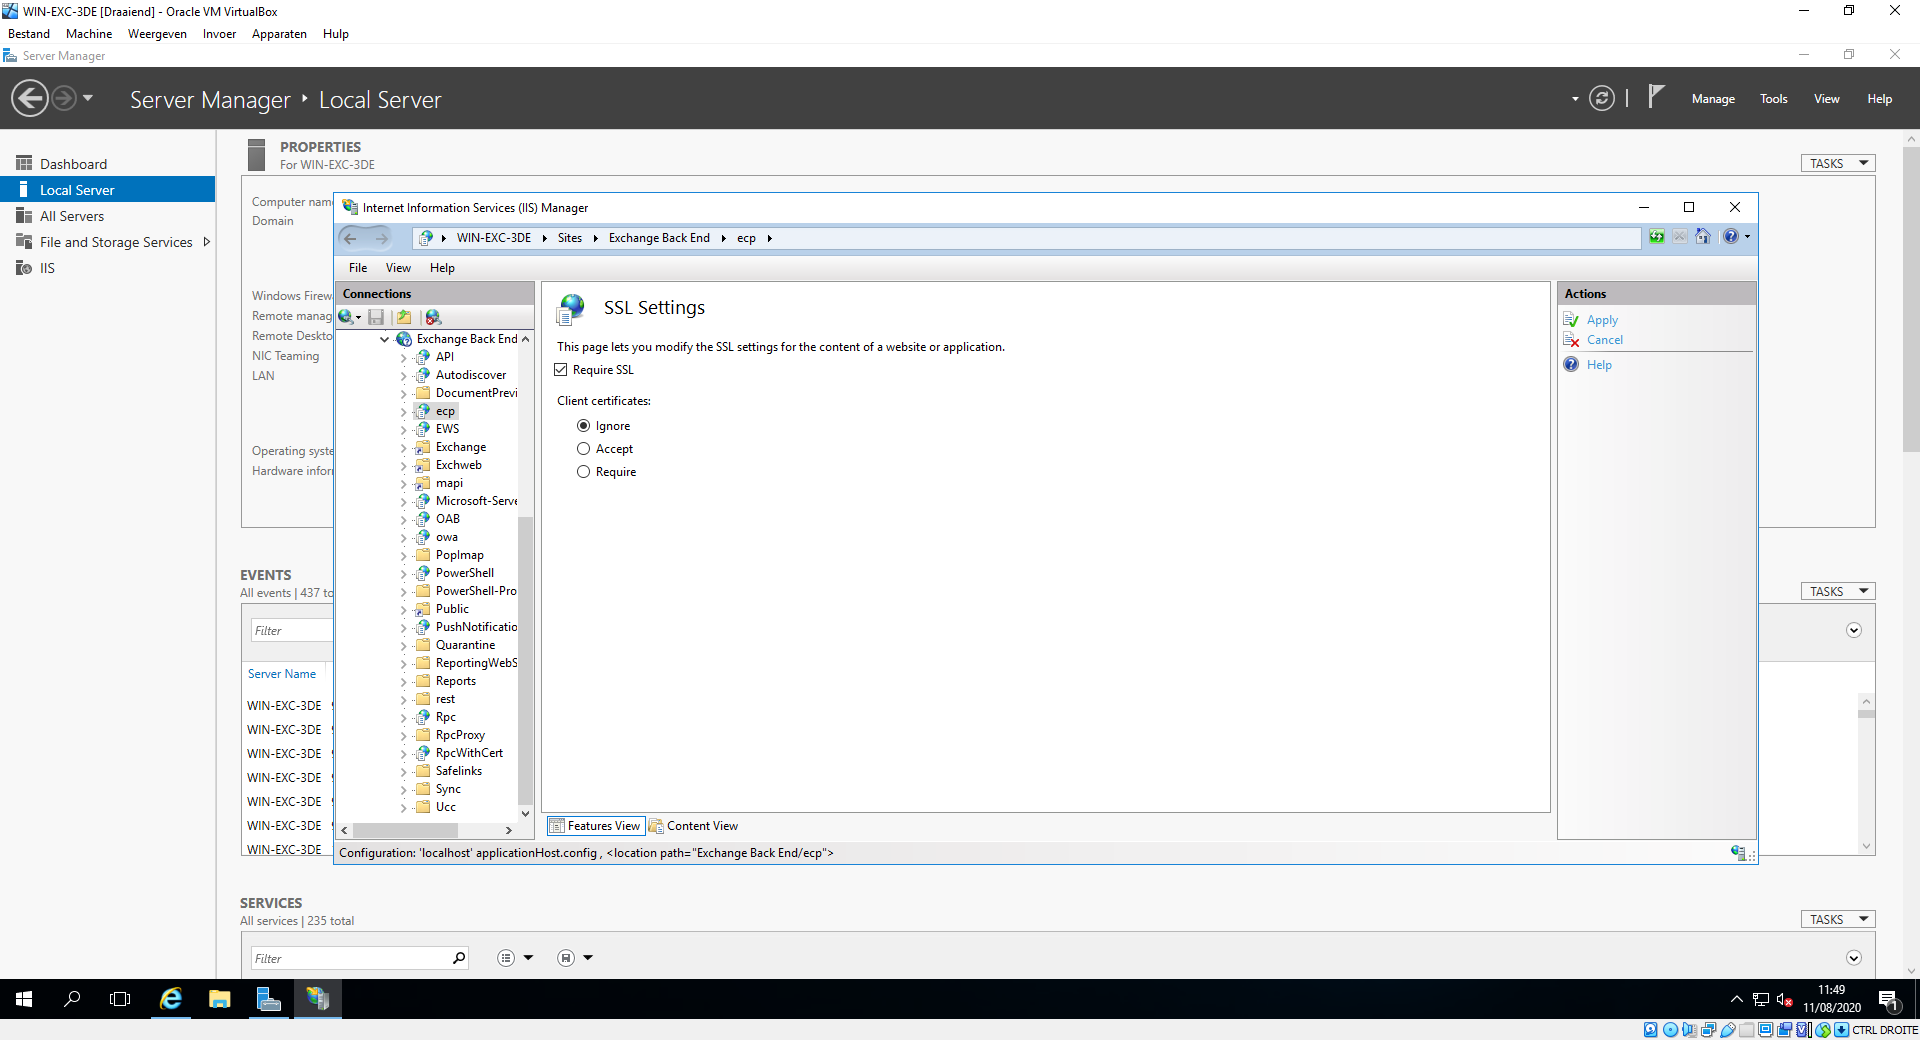 WIN-EXC-3DE [Draaiend] - Oracle VM VirtualBox
Bestand Machine Weergeven Invoer Apparaten Hulp
Server Manager
Server Manager ‣ Local Server
Manage Tools View Help
Dashboard
Local Server
All Servers
File and Storage Services
IIS
PROPERTIES
For WIN-EXC-3DE
TASKS
Computer name
Domain
Remote manag
Remote Deskto
NIC Teaming
LAN
Operating syste
Hardware infor
Internet Information Services (IIS) Manager
WIN-EXC-3DE Sites Exchange Back End ecp
File View Help
Connections
Exchange Back End
API
Autodiscover
DocumentPrevi
ecp
EWS
Exchange
Exchweb
mapi
Microsoft-Serve
OAB
owa
PopImap
PowerShell
PowerShell-Pro
Public
PushNotificatio
Quarantine
ReportingWebS
Reports
rest
Rpc
RpcProxy
RpcWithCert
Safelinks
Sync
Ucc
SSL Settings
This page lets you modify the SSL settings for the content of a website or application.
Require SSL
Client certificates:
Ignore
Accept
Require
Features View Content View
Actions
Apply
Cancel
Help
Configuration: 'localhost' applicationHost.config , <location path="Exchange Back End/ecp">
EVENTS
All events | 437 to
TASKS
Filter
Server Name
WIN-EXC-3DE
WIN-EXC-3DE
WIN-EXC-3DE
WIN-EXC-3DE
WIN-EXC-3DE
WIN-EXC-3DE
WIN-EXC-3DE
SERVICES
All services | 235 total
TASKS
Filter
11:49
11/08/2020
1
CTRL DROITE